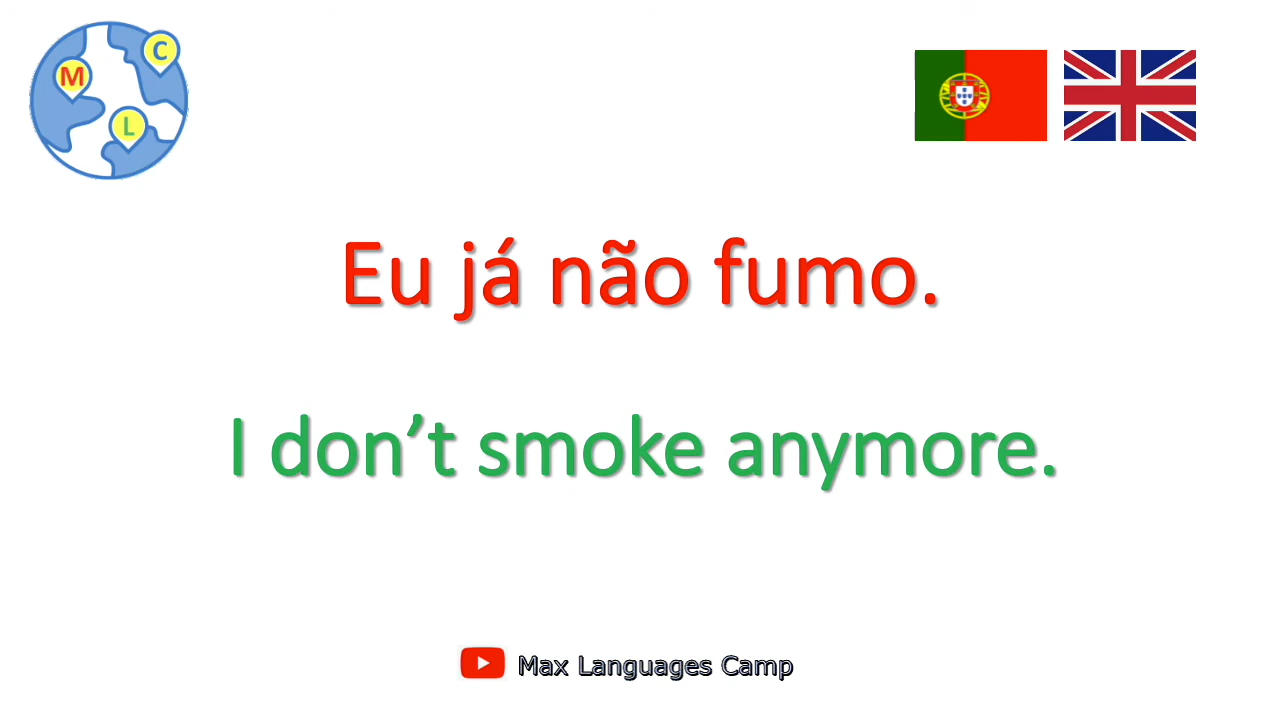 M
C
L
Eu já não fumo.
I don’t smoke anymore.
Max Languages Camp